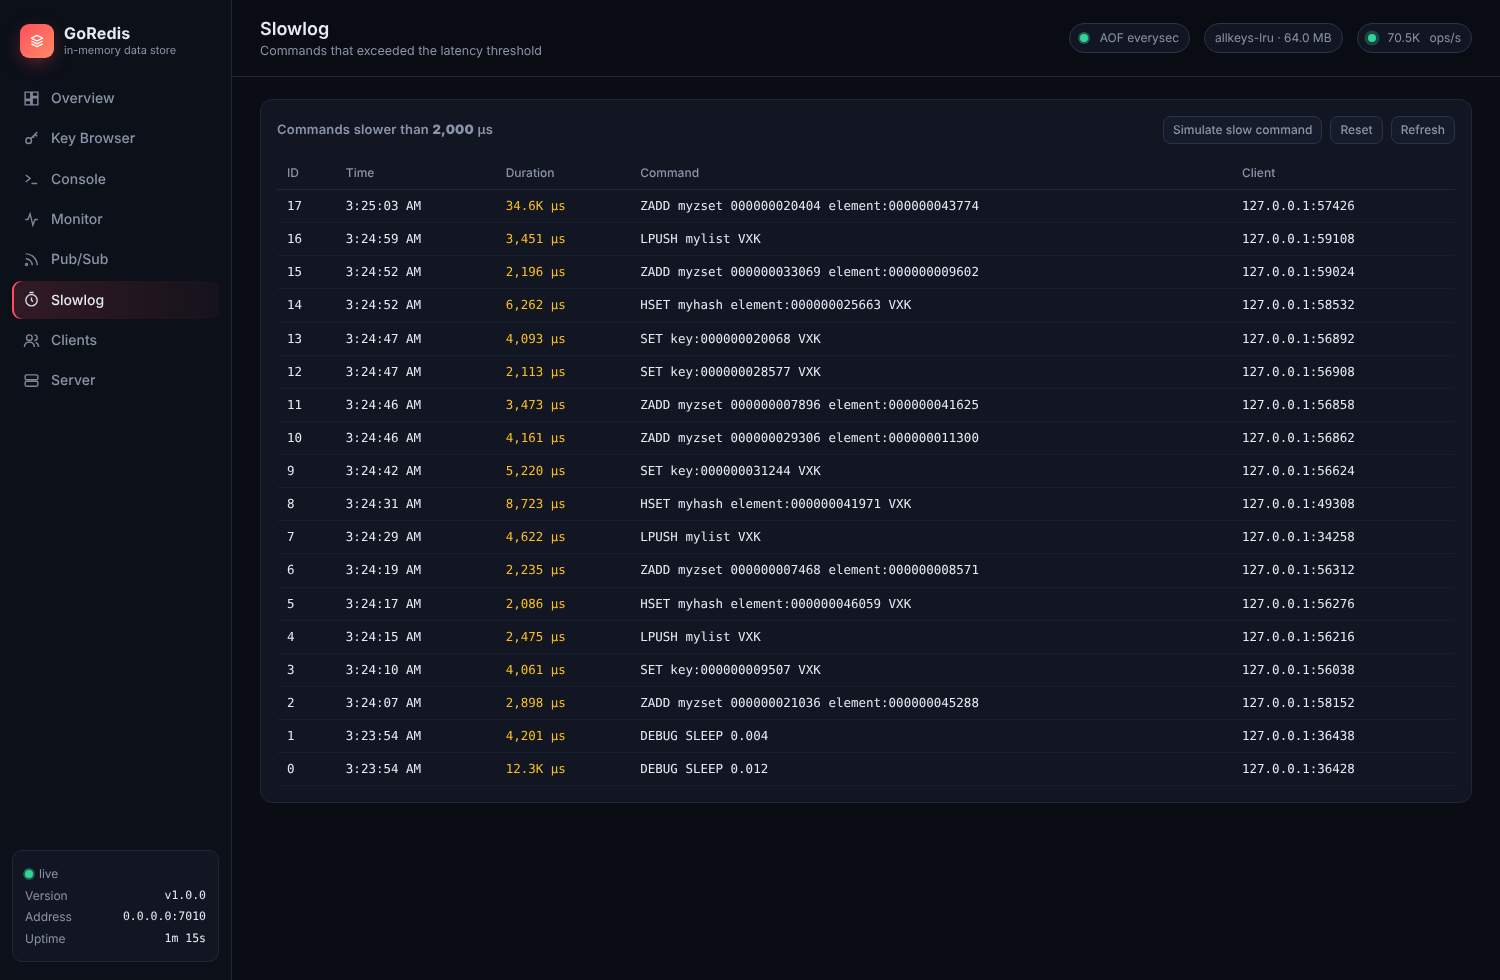 GoRedis
in-memory data store
Overview
Key Browser
Console
Monitor
Pub/Sub
Slowlog
Clients
Server
live
Version v1.0.0
Address 0.0.0.0:7010
Uptime 1m 15s
Slowlog
Commands that exceeded the latency threshold
AOF everysec
allkeys-lru · 64.0 MB
70.5K ops/s
Commands slower than 2,000 µs
Simulate slow command
Reset
Refresh
ID Time Duration Command Client
17 3:25:03 AM 34.6K µs ZADD myzset 000000020404 element:000000043774 127.0.0.1:57426
16 3:24:59 AM 3,451 µs LPUSH mylist VXK 127.0.0.1:59108
15 3:24:52 AM 2,196 µs ZADD myzset 000000033069 element:000000009602 127.0.0.1:59024
14 3:24:52 AM 6,262 µs HSET myhash element:000000025663 VXK 127.0.0.1:58532
13 3:24:47 AM 4,093 µs SET key:000000020068 VXK 127.0.0.1:56892
12 3:24:47 AM 2,113 µs SET key:000000028577 VXK 127.0.0.1:56908
11 3:24:46 AM 3,473 µs ZADD myzset 000000007896 element:000000041625 127.0.0.1:56858
10 3:24:46 AM 4,161 µs ZADD myzset 000000029306 element:000000011300 127.0.0.1:56862
9 3:24:42 AM 5,220 µs SET key:000000031244 VXK 127.0.0.1:56624
8 3:24:31 AM 8,723 µs HSET myhash element:000000041971 VXK 127.0.0.1:49308
7 3:24:29 AM 4,622 µs LPUSH mylist VXK 127.0.0.1:34258
6 3:24:19 AM 2,235 µs ZADD myzset 000000007468 element:000000008571 127.0.0.1:56312
5 3:24:17 AM 2,086 µs HSET myhash element:000000046059 VXK 127.0.0.1:56276
4 3:24:15 AM 2,475 µs LPUSH mylist VXK 127.0.0.1:56216
3 3:24:10 AM 4,061 µs SET key:000000009507 VXK 127.0.0.1:56038
2 3:24:07 AM 2,898 µs ZADD myzset 000000021036 element:000000045288 127.0.0.1:58152
1 3:23:54 AM 4,201 µs DEBUG SLEEP 0.004 127.0.0.1:36438
0 3:23:54 AM 12.3K µs DEBUG SLEEP 0.012 127.0.0.1:36428